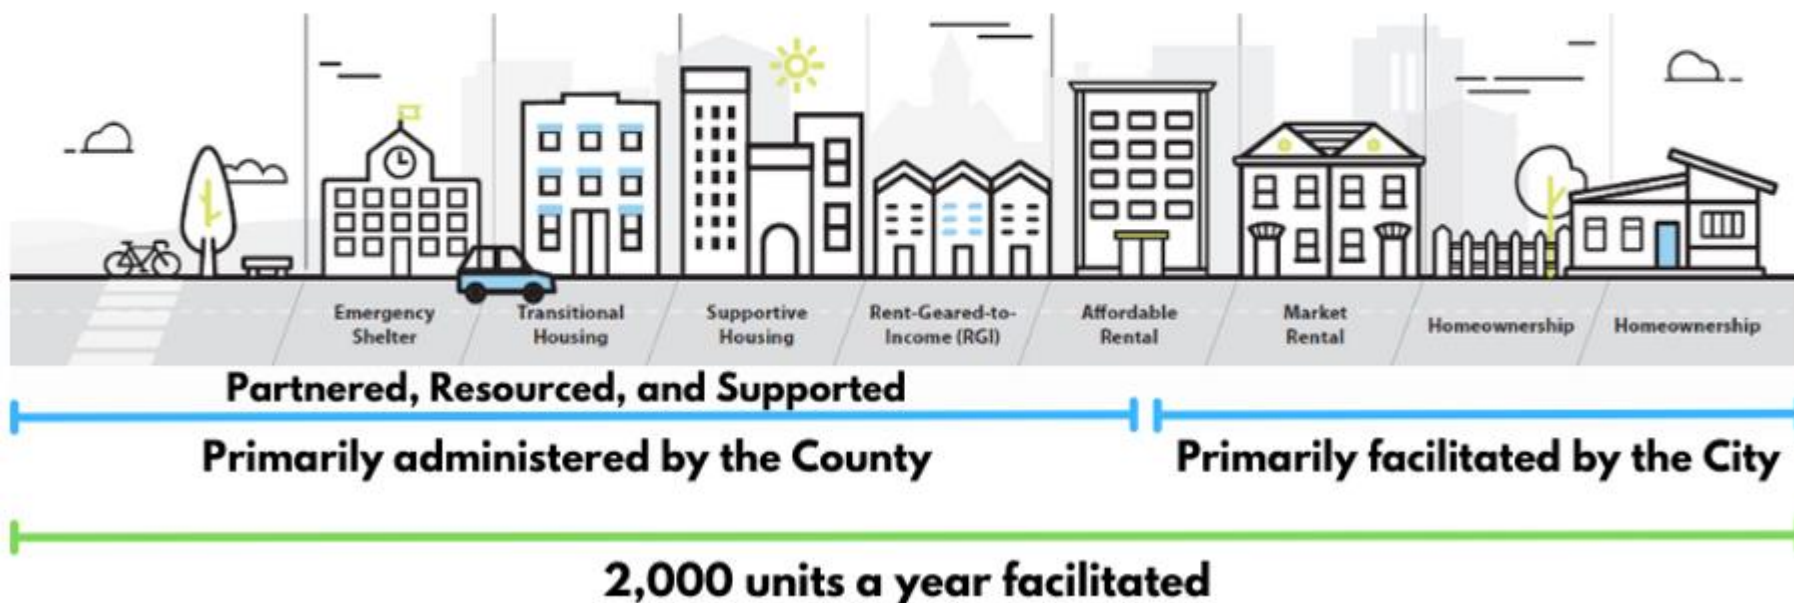 Emergency
Shelter
Transitional
Housing
Supportive
Housing
Rent-Geared-to-
Income (RGI)
Affordable
Rental
Market
Rental
Homeownership
Homeownership
Partnered, Resourced, and Supported
Primarily administered by the County
Primarily facilitated by the City
2,000 units a year facilitated